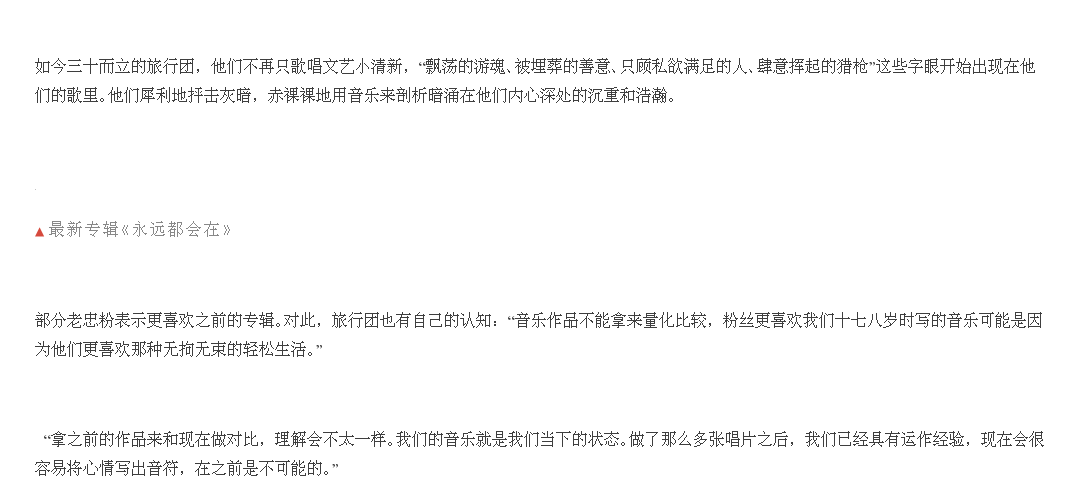 如今三十而立的旅行团，他们不再只歌唱文艺小清新，“飘荡的游魂、被埋葬的善意、只顾私欲满足的人、肆意挥起的猎枪”这些字眼开始出现在他
们的歌里。他们犀利地抨击灰暗，赤裸裸地用音乐来剖析暗涌在他们内心深处的沉重和浩瀚。
▲最新专辑《永远都会在》
部分老忠粉表示更喜欢之前的专辑。对此，旅行团也有自己的认知：“音乐作品不能拿来量化比较，粉丝更喜欢我们十七八岁时写的音乐可能是因
为他们更喜欢那种无拘无束的轻松生活。”
“拿之前的作品来和现在做对比，理解会不太一样。我们的音乐就是我们当下的状态。做了那么多张唱片之后，我们已经具有运作经验，现在会很
容易将心情写出音符，在之前是不可能的。”